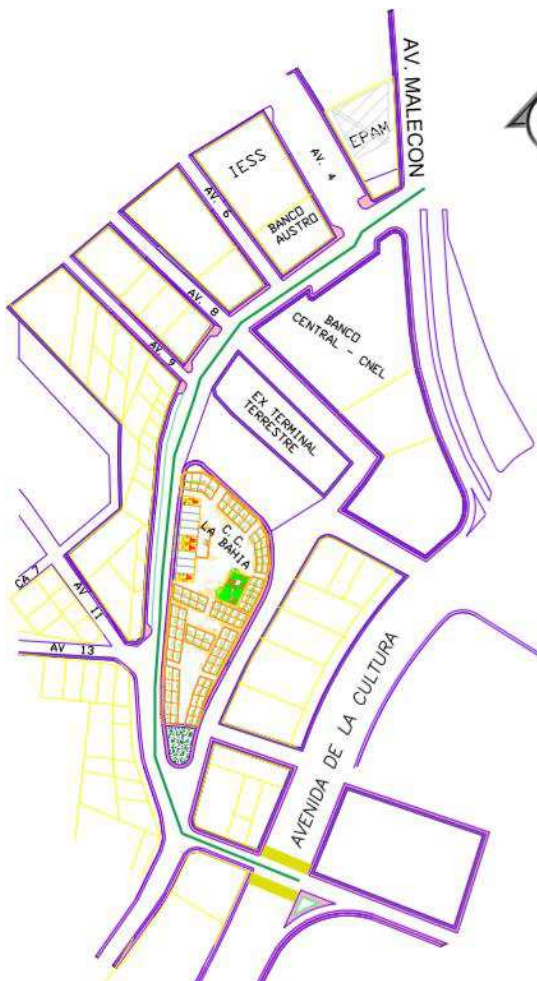 AV. MALECON
EPAM
AV. 4
IESS
BANCO
AUSTRO
AV. 6
AV. 8
AV. 9
BANCO
CENTRAL - CNEL
EX TERMINAL
TERRESTRE
C. C.
LA BAHIA
CA 7
AV 11
AV 13
AVENIDA DE LA CULTURA